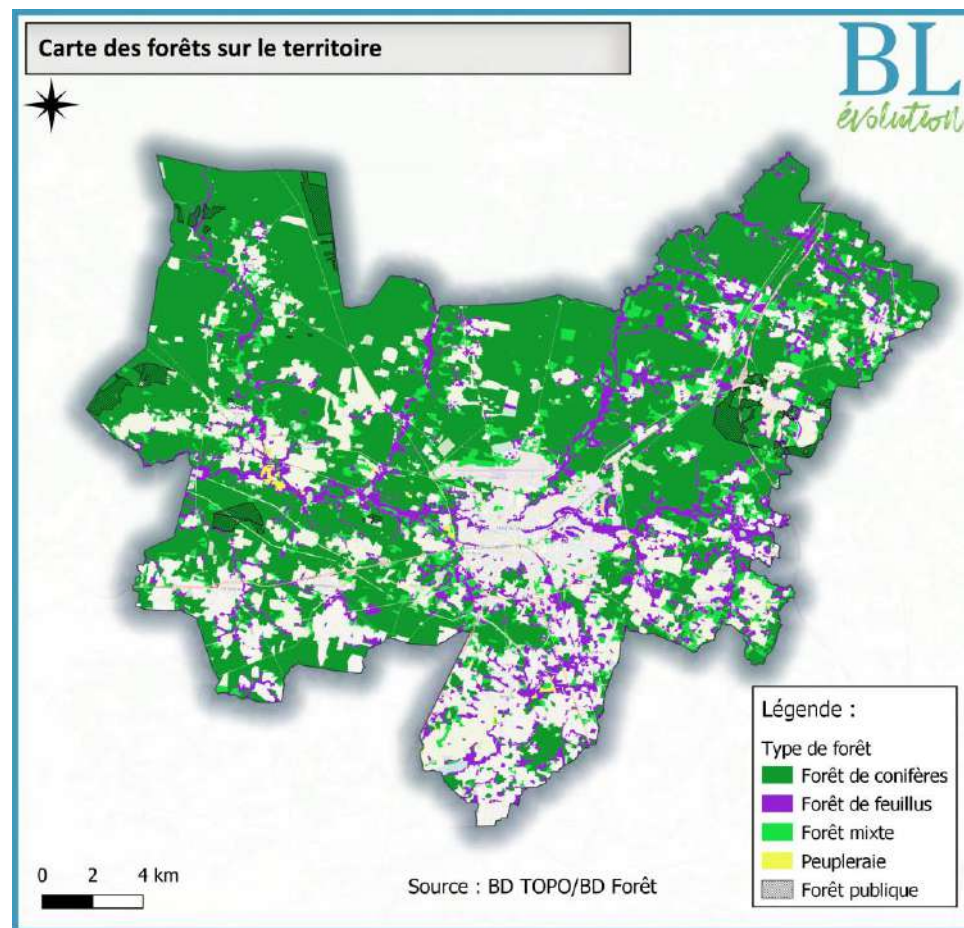 Carte des forêts sur le territoire
BL
évolution
Légende :
Type de forêt
Forêt de conifères
Forêt de feuillus
Forêt mixte
Peupleraie
Forêt publique
0 2 4 km
Source : BD TOPO/BD Forêt